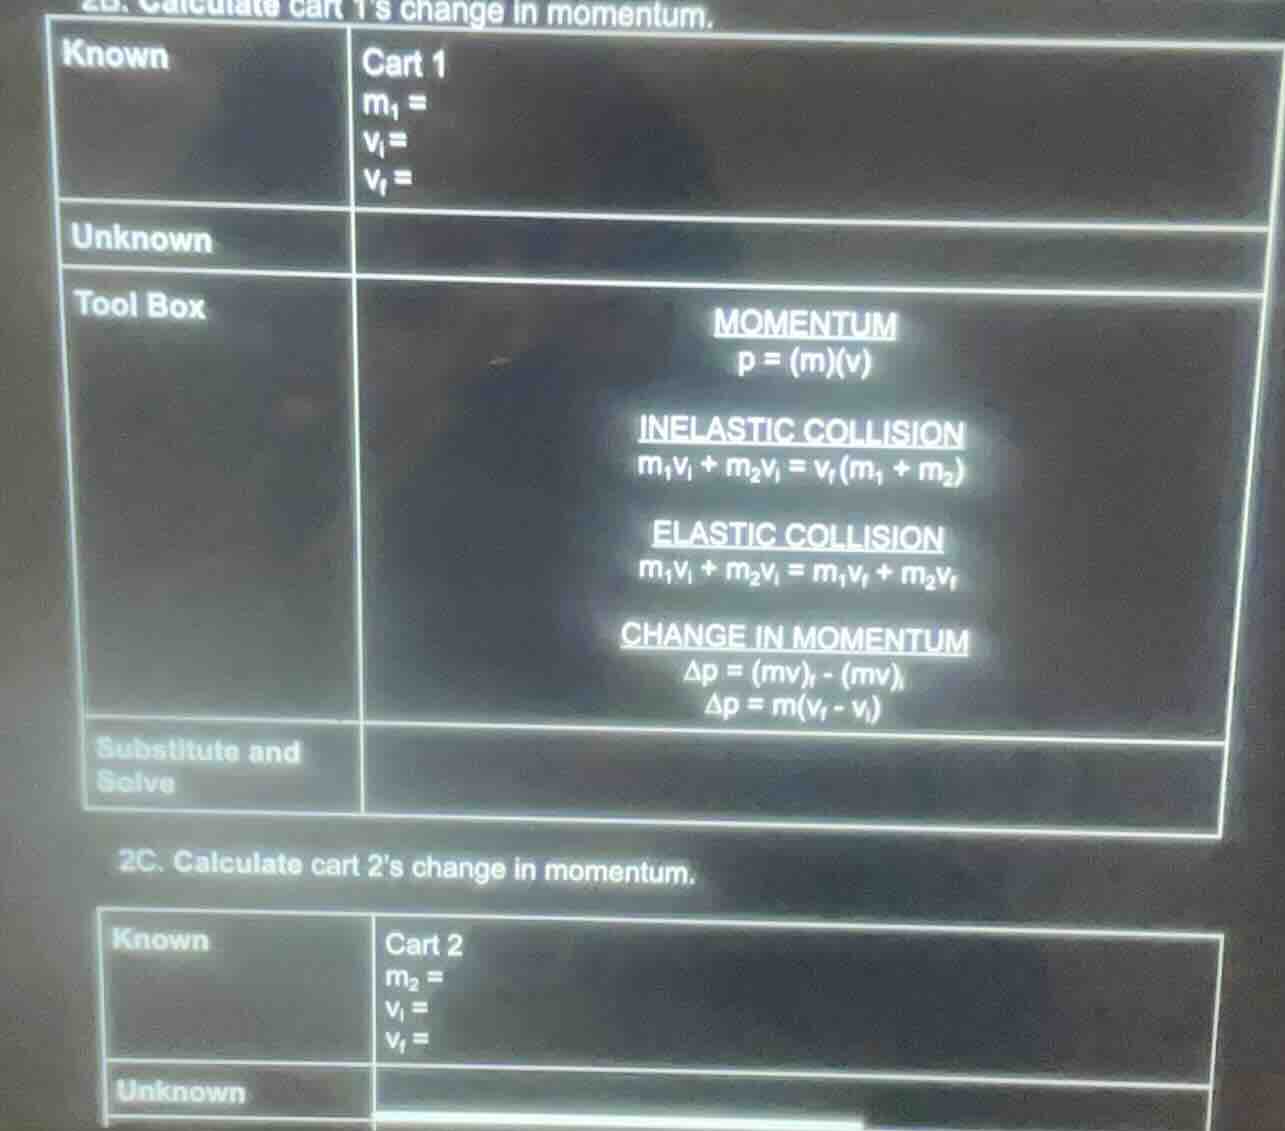 2B. Calculate cart 1's change in momentum.
Known
Cart 1
m₁ =
vᵢ =
v_f =
Unknown
Tool Box
MOMENTUM
p = (m)(v)
INELASTIC COLLISION
m₁vᵢ + m₂vᵢ = v_f (m₁ + m₂)
ELASTIC COLLISION
m₁vᵢ + m₂vᵢ = m₁v_f + m₂v_f
CHANGE IN MOMENTUM
Δp = (mv)_f - (mv)ᵢ
Δp = m(v_f - vᵢ)
Substitute and
Solve
2C. Calculate cart 2's change in momentum.
Known
Cart 2
m₂ =
vᵢ =
v_f =
Unknown